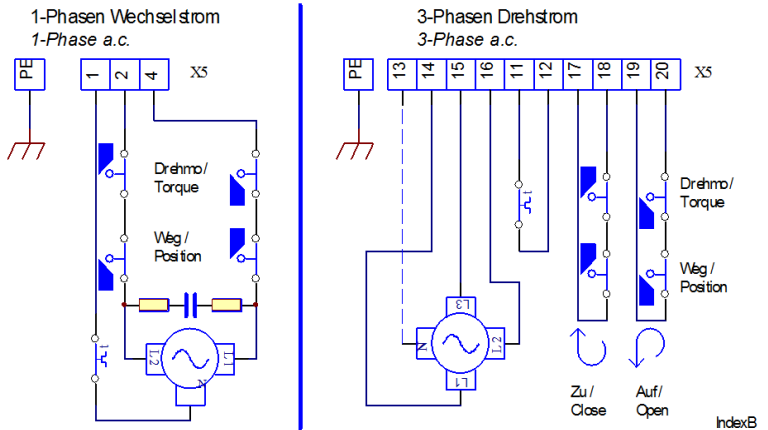 1-Phasen Wechselstrom
1-Phase a.c.
PE
1 2 4 X5
Drehmo/
Torque
Weg/
Position
L2
L1
N
3-Phasen Drehstrom
3-Phase a.c.
PE
13 14 15 16 11 12 17 18 19 20 X5
Drehmo/
Torque
Weg/
Position
L3
N
L2
L1
Zu/
Close
Auf/
Open
IndexB